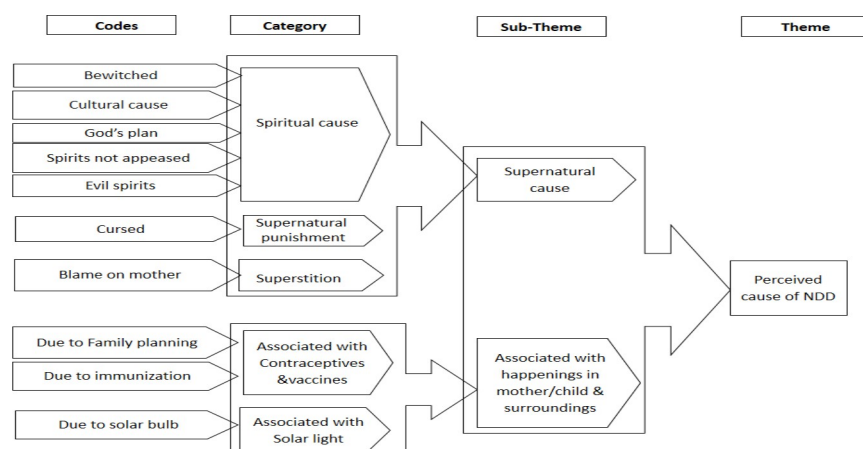 Codes
Category
Sub-Theme
Theme
Bewitched
Cultural cause
God's plan
Spirits not appeased
Evil spirits
Cursed
Blame on mother
Due to Family planning
Due to immunization
Due to solar bulb
Spiritual cause
Supernatural
punishment
Superstition
Associated with
Contraceptives
&vaccines
Associated with
Solar light
Supernatural
cause
Associated with
happenings in
mother/child &
surroundings
Perceived
cause of NDD